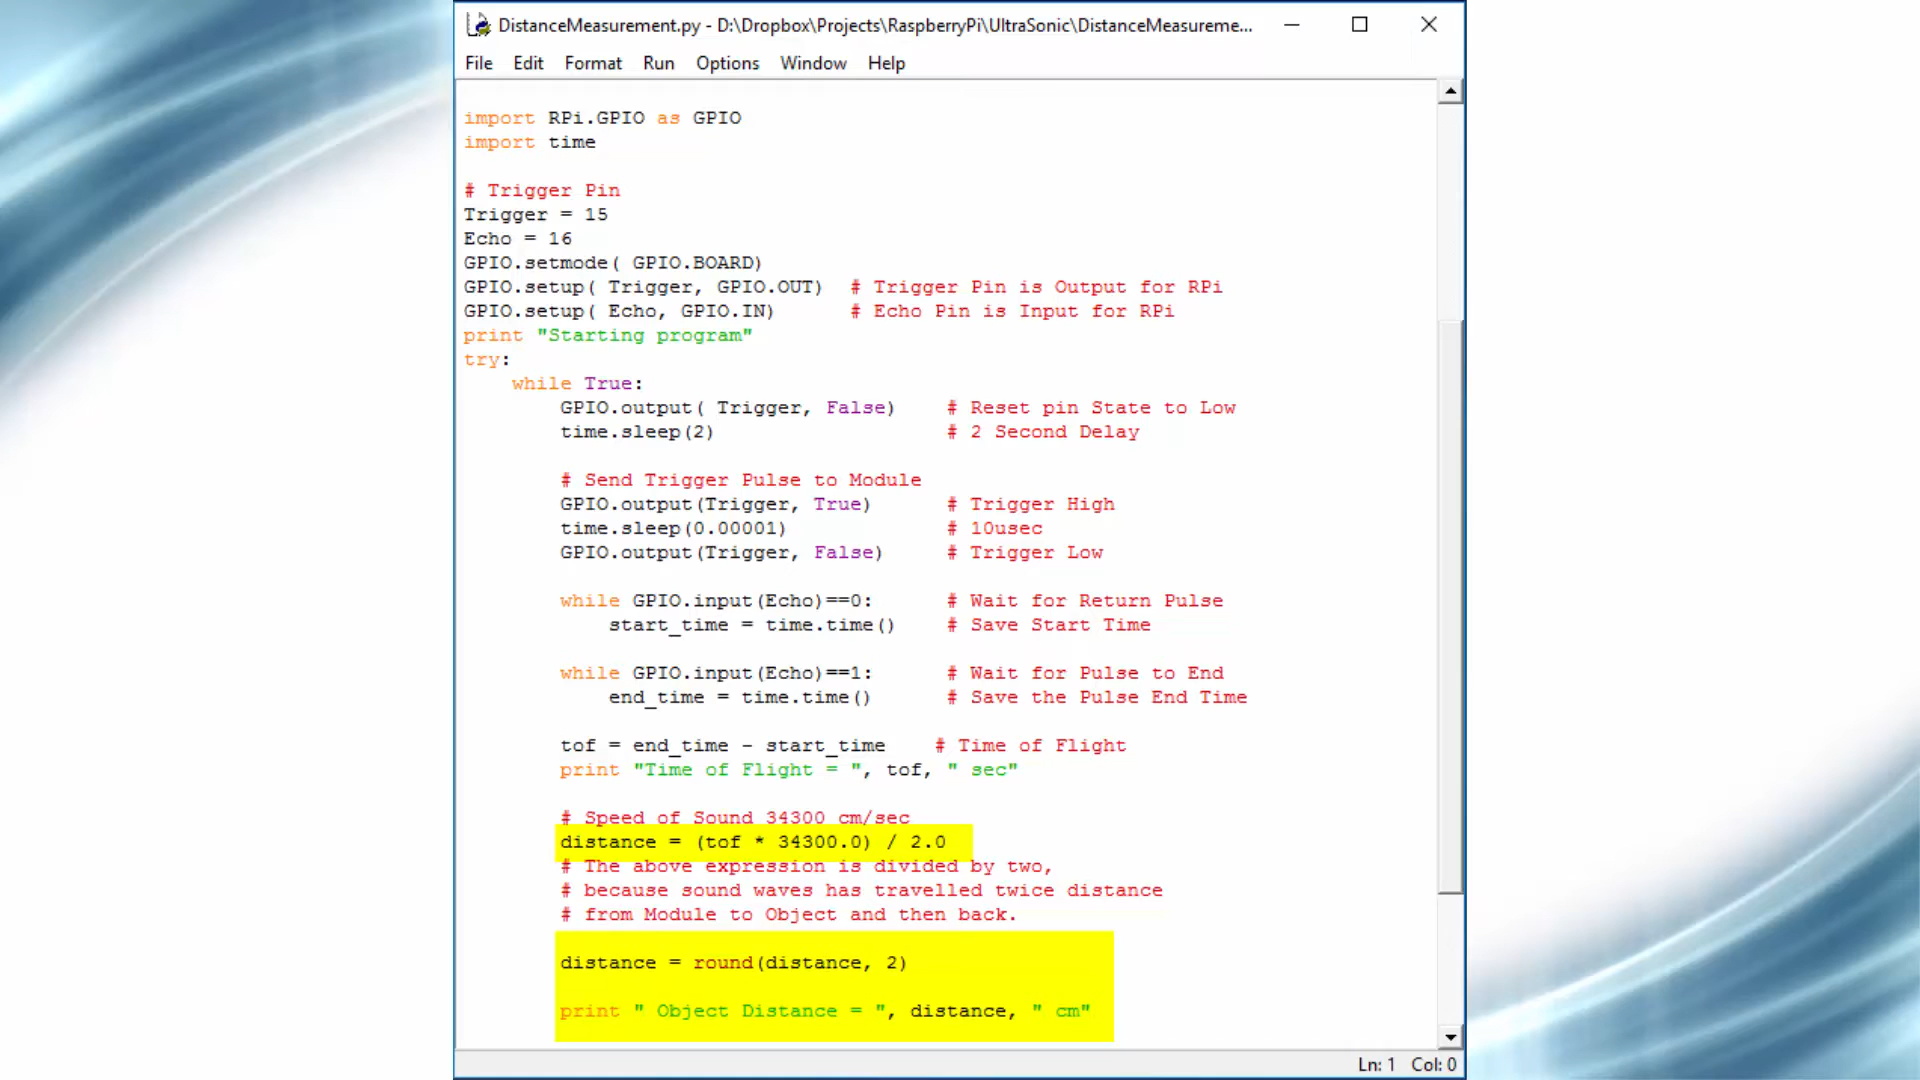 DistanceMeasurement.py - D:\Dropbox\Projects\RaspberryPi\UltraSonic\DistanceMeasureme...
File Edit Format Run Options Window Help
import RPi.GPIO as GPIO
import time
# Trigger Pin
Trigger = 15
Echo = 16
GPIO.setmode( GPIO.BOARD)
GPIO.setup( Trigger, GPIO.OUT) # Trigger Pin is Output for RPi
GPIO.setup( Echo, GPIO.IN) # Echo Pin is Input for RPi
print "Starting program"
try:
while True:
GPIO.output( Trigger, False) # Reset pin State to Low
time.sleep(2) # 2 Second Delay
# Send Trigger Pulse to Module
GPIO.output(Trigger, True) # Trigger High
time.sleep(0.00001) # 10usec
GPIO.output(Trigger, False) # Trigger Low
while GPIO.input(Echo)==0: # Wait for Return Pulse
start_time = time.time() # Save Start Time
while GPIO.input(Echo)==1: # Wait for Pulse to End
end_time = time.time() # Save the Pulse End Time
tof = end_time - start_time # Time of Flight
print "Time of Flight = ", tof, " sec"
# Speed of Sound 34300 cm/sec
distance = (tof * 34300.0) / 2.0
# The above expression is divided by two,
# because sound waves has travelled twice distance
# from Module to Object and then back.
distance = round(distance, 2)
print " Object Distance = ", distance, " cm"
Ln: 1 Col: 0